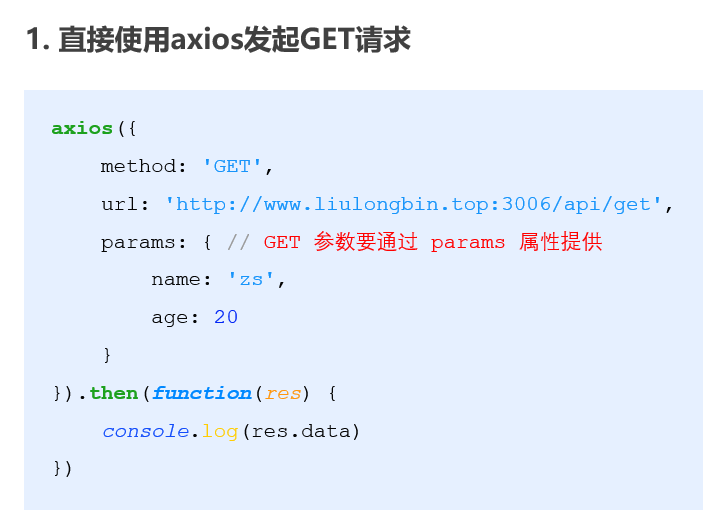 1. 直接使用axios发起GET请求
axios({
    method: 'GET',
    url: 'http://www.liulongbin.top:3006/api/get',
    params: { // GET 参数要通过 params 属性提供
        name: 'zs',
        age: 20
    }
}).then(function(res) {
    console.log(res.data)
})